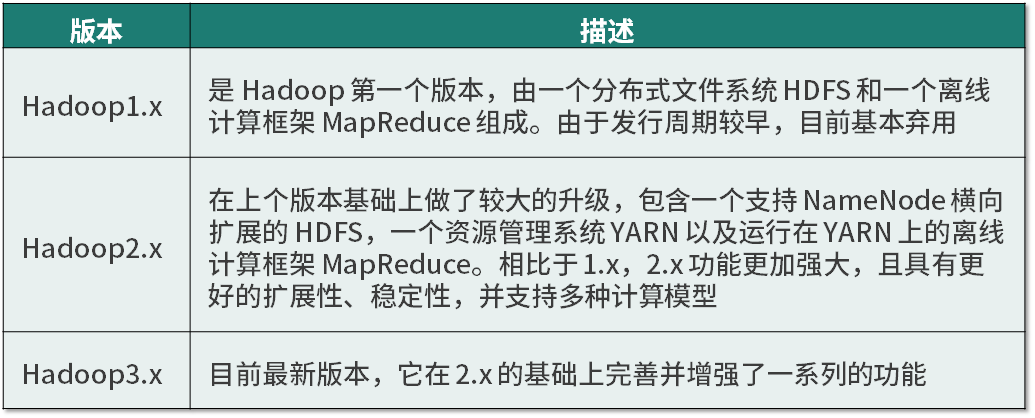 版本
描述
Hadoop1.x
是 Hadoop 第一个版本，由一个分布式文件系统 HDFS 和一个离线
计算框架 MapReduce 组成。由于发行周期较早，目前基本弃用
Hadoop2.x
在上个版本基础上做了较大的升级，包含一个支持 NameNode 横向
扩展的 HDFS，一个资源管理系统 YARN 以及运行在 YARN 上的离线
计算框架 MapReduce。相比于 1.x，2.x 功能更加强大，且具有更
好的扩展性、稳定性，并支持多种计算模型
Hadoop3.x
目前最新版本，它在 2.x 的基础上完善并增强了一系列的功能